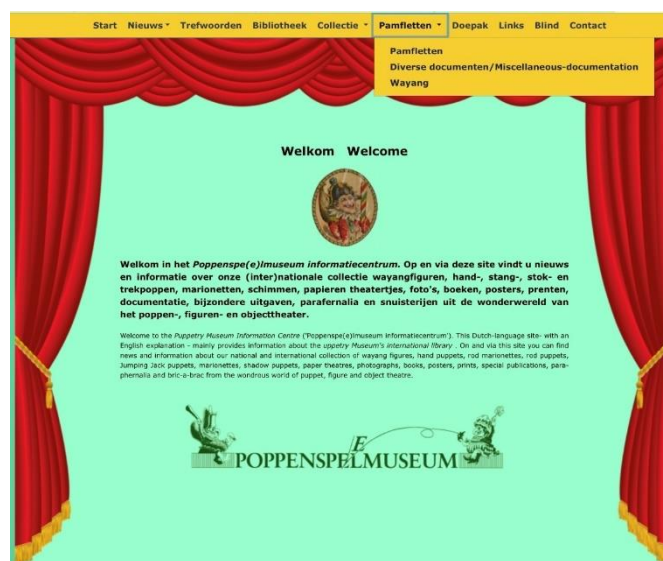 Start Nieuws Trefwoorden Bibliotheek Collectie Pamfletten Doepak Links Blind Contact
Pamfletten
Diverse documenten/Miscellaneous-documentation
Wayang
Welkom Welcome
Welkom in het Poppenspe(e)lmuseum informatiecentrum. Op en via deze site vindt u nieuws
en informatie over onze (inter)nationale collectie wayangfiguren, hand-, stang-, stok- en
trekpoppen, marionetten, schimmen, papieren theatertjes, foto's, boeken, posters, prenten,
documentatie, bijzondere uitgaven, parafernalia en snuisterijen uit de wonderwereld van
het poppen-, figuren- en objecttheater.
Welcome to the Puppetry Museum Information Centre ('Poppenspe(e)lmuseum informatiecentrum'). This Dutch-language site- with an
English explanation - mainly provides information about the uppetry Museum's international library . On and via this site you can find
news and information about our national and international collection of wayang figures, hand puppets, rod marionettes, rod puppets,
Jumping Jack puppets, marionettes, shadow puppets, paper theatres, photographs, books, posters, prints, special publications, para-
phernalia and bric-a-brac from the wondrous world of puppet, figure and object theatre.
E
POPPENSPELMUSEUM